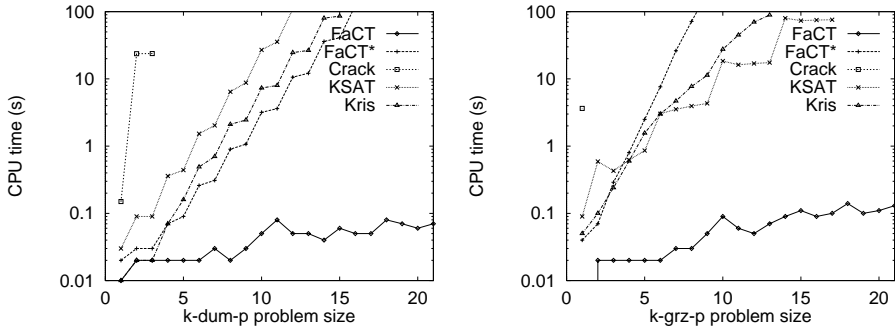 100
10
1
0.1
0.01
CPU time (s)
0
5
10
15
20
k-dum-p problem size
FaCT
FaCT*
Crack
KSAT
Kris
100
10
1
0.1
0.01
CPU time (s)
0
5
10
15
20
k-grz-p problem size
FaCT
FaCT*
Crack
KSAT
Kris